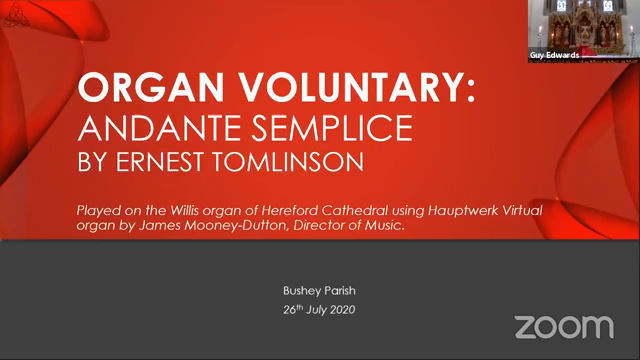 Guy Edwards
ORGAN VOLUNTARY:
ANDANTE SEMPLICE
BY ERNEST TOMLINSON
Played on the Willis organ of Hereford Cathedral using Hauptwerk Virtual
organ by James Mooney-Dutton, Director of Music.
Bushey Parish
26th July 2020
zoom